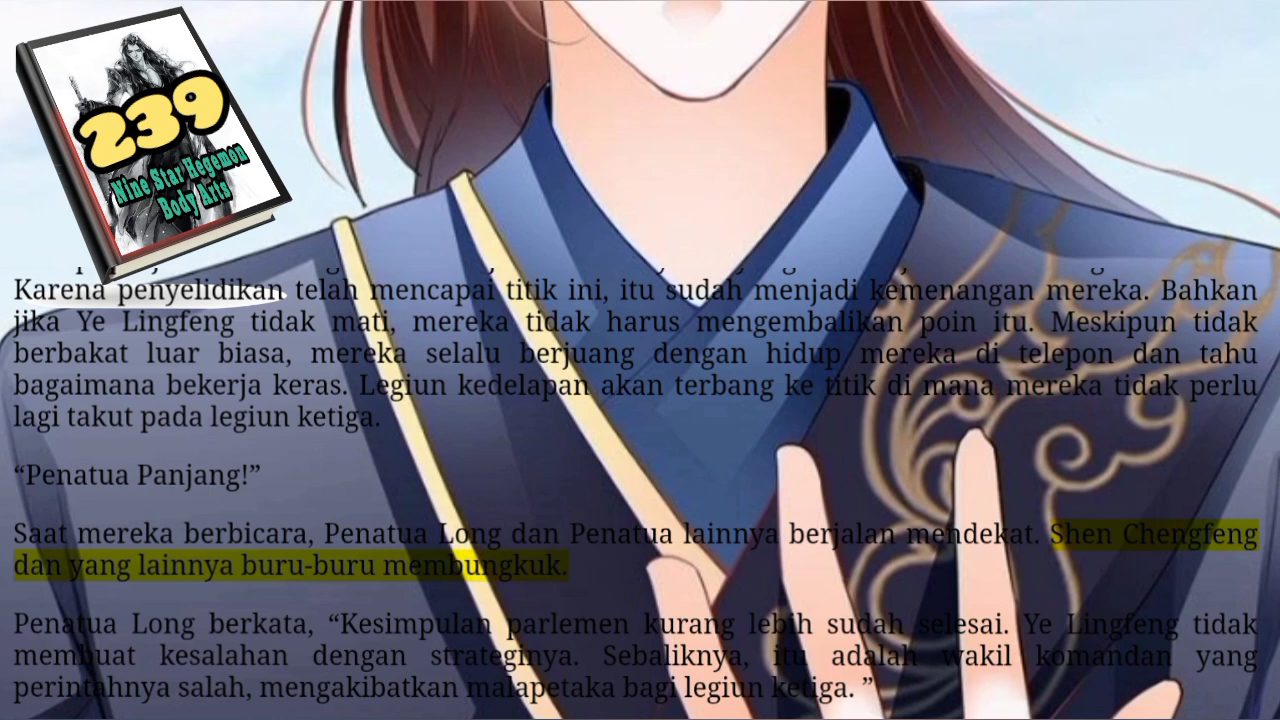 239
Nine Star Hegemon
Body Arts
Karena penyelidikan telah mencapai titik ini, itu sudah menjadi kemenangan mereka. Bahkan
jika Ye Lingfeng tidak mati, mereka tidak harus mengembalikan poin itu. Meskipun tidak
berbakat luar biasa, mereka selalu berjuang dengan hidup mereka di telepon dan tahu
bagaimana bekerja keras. Legiun kedelapan akan terbang ke titik di mana mereka tidak perlu
lagi takut pada legiun ketiga.
“Penatua Panjang!”
Saat mereka berbicara, Penatua Long dan Penatua lainnya berjalan mendekat. Shen Chengfeng
dan yang lainnya buru-buru membungkuk.
Penatua Long berkata, “Kesimpulan parlemen kurang lebih sudah selesai. Ye Lingfeng tidak
membuat kesalahan dengan strateginya. Sebaliknya, itu adalah wakil komandan yang
perintahnya salah, mengakibatkan malapetaka bagi legiun ketiga. ”